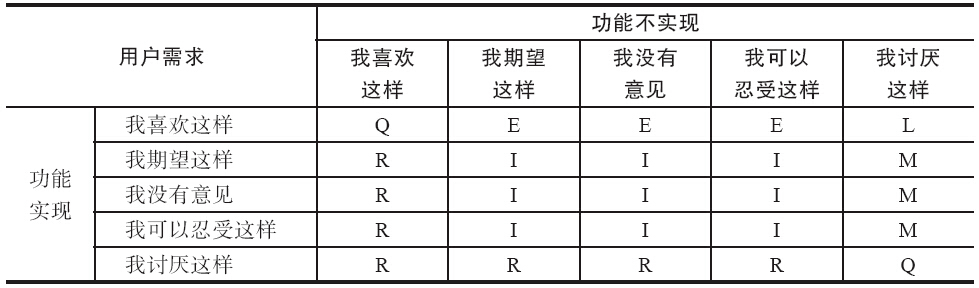 用户需求 功能不实现
我喜欢这样 我期望这样 我没有意见 我可以忍受这样 我讨厌这样
功能实现
我喜欢这样 Q E E E L
我期望这样 R I I I M
我没有意见 R I I I M
我可以忍受这样 R I I I M
我讨厌这样 R R R R Q